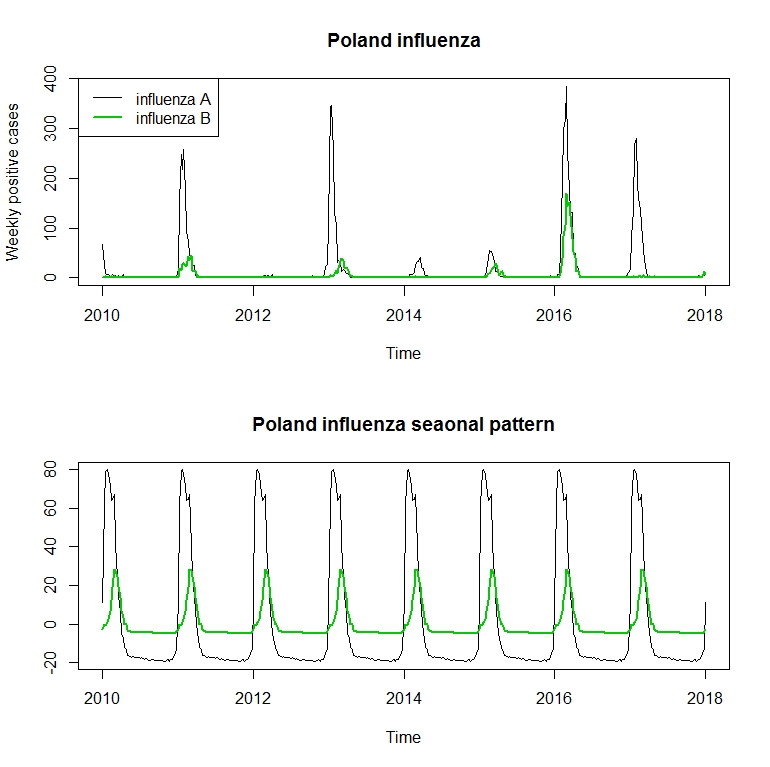 Poland influenza
Weekly positive cases
400
300
200
100
0
influenza A
influenza B
2010 2012 2014 2016 2018
Time
Poland influenza seaonal pattern
80
60
40
20
0
-20
2010 2012 2014 2016 2018
Time